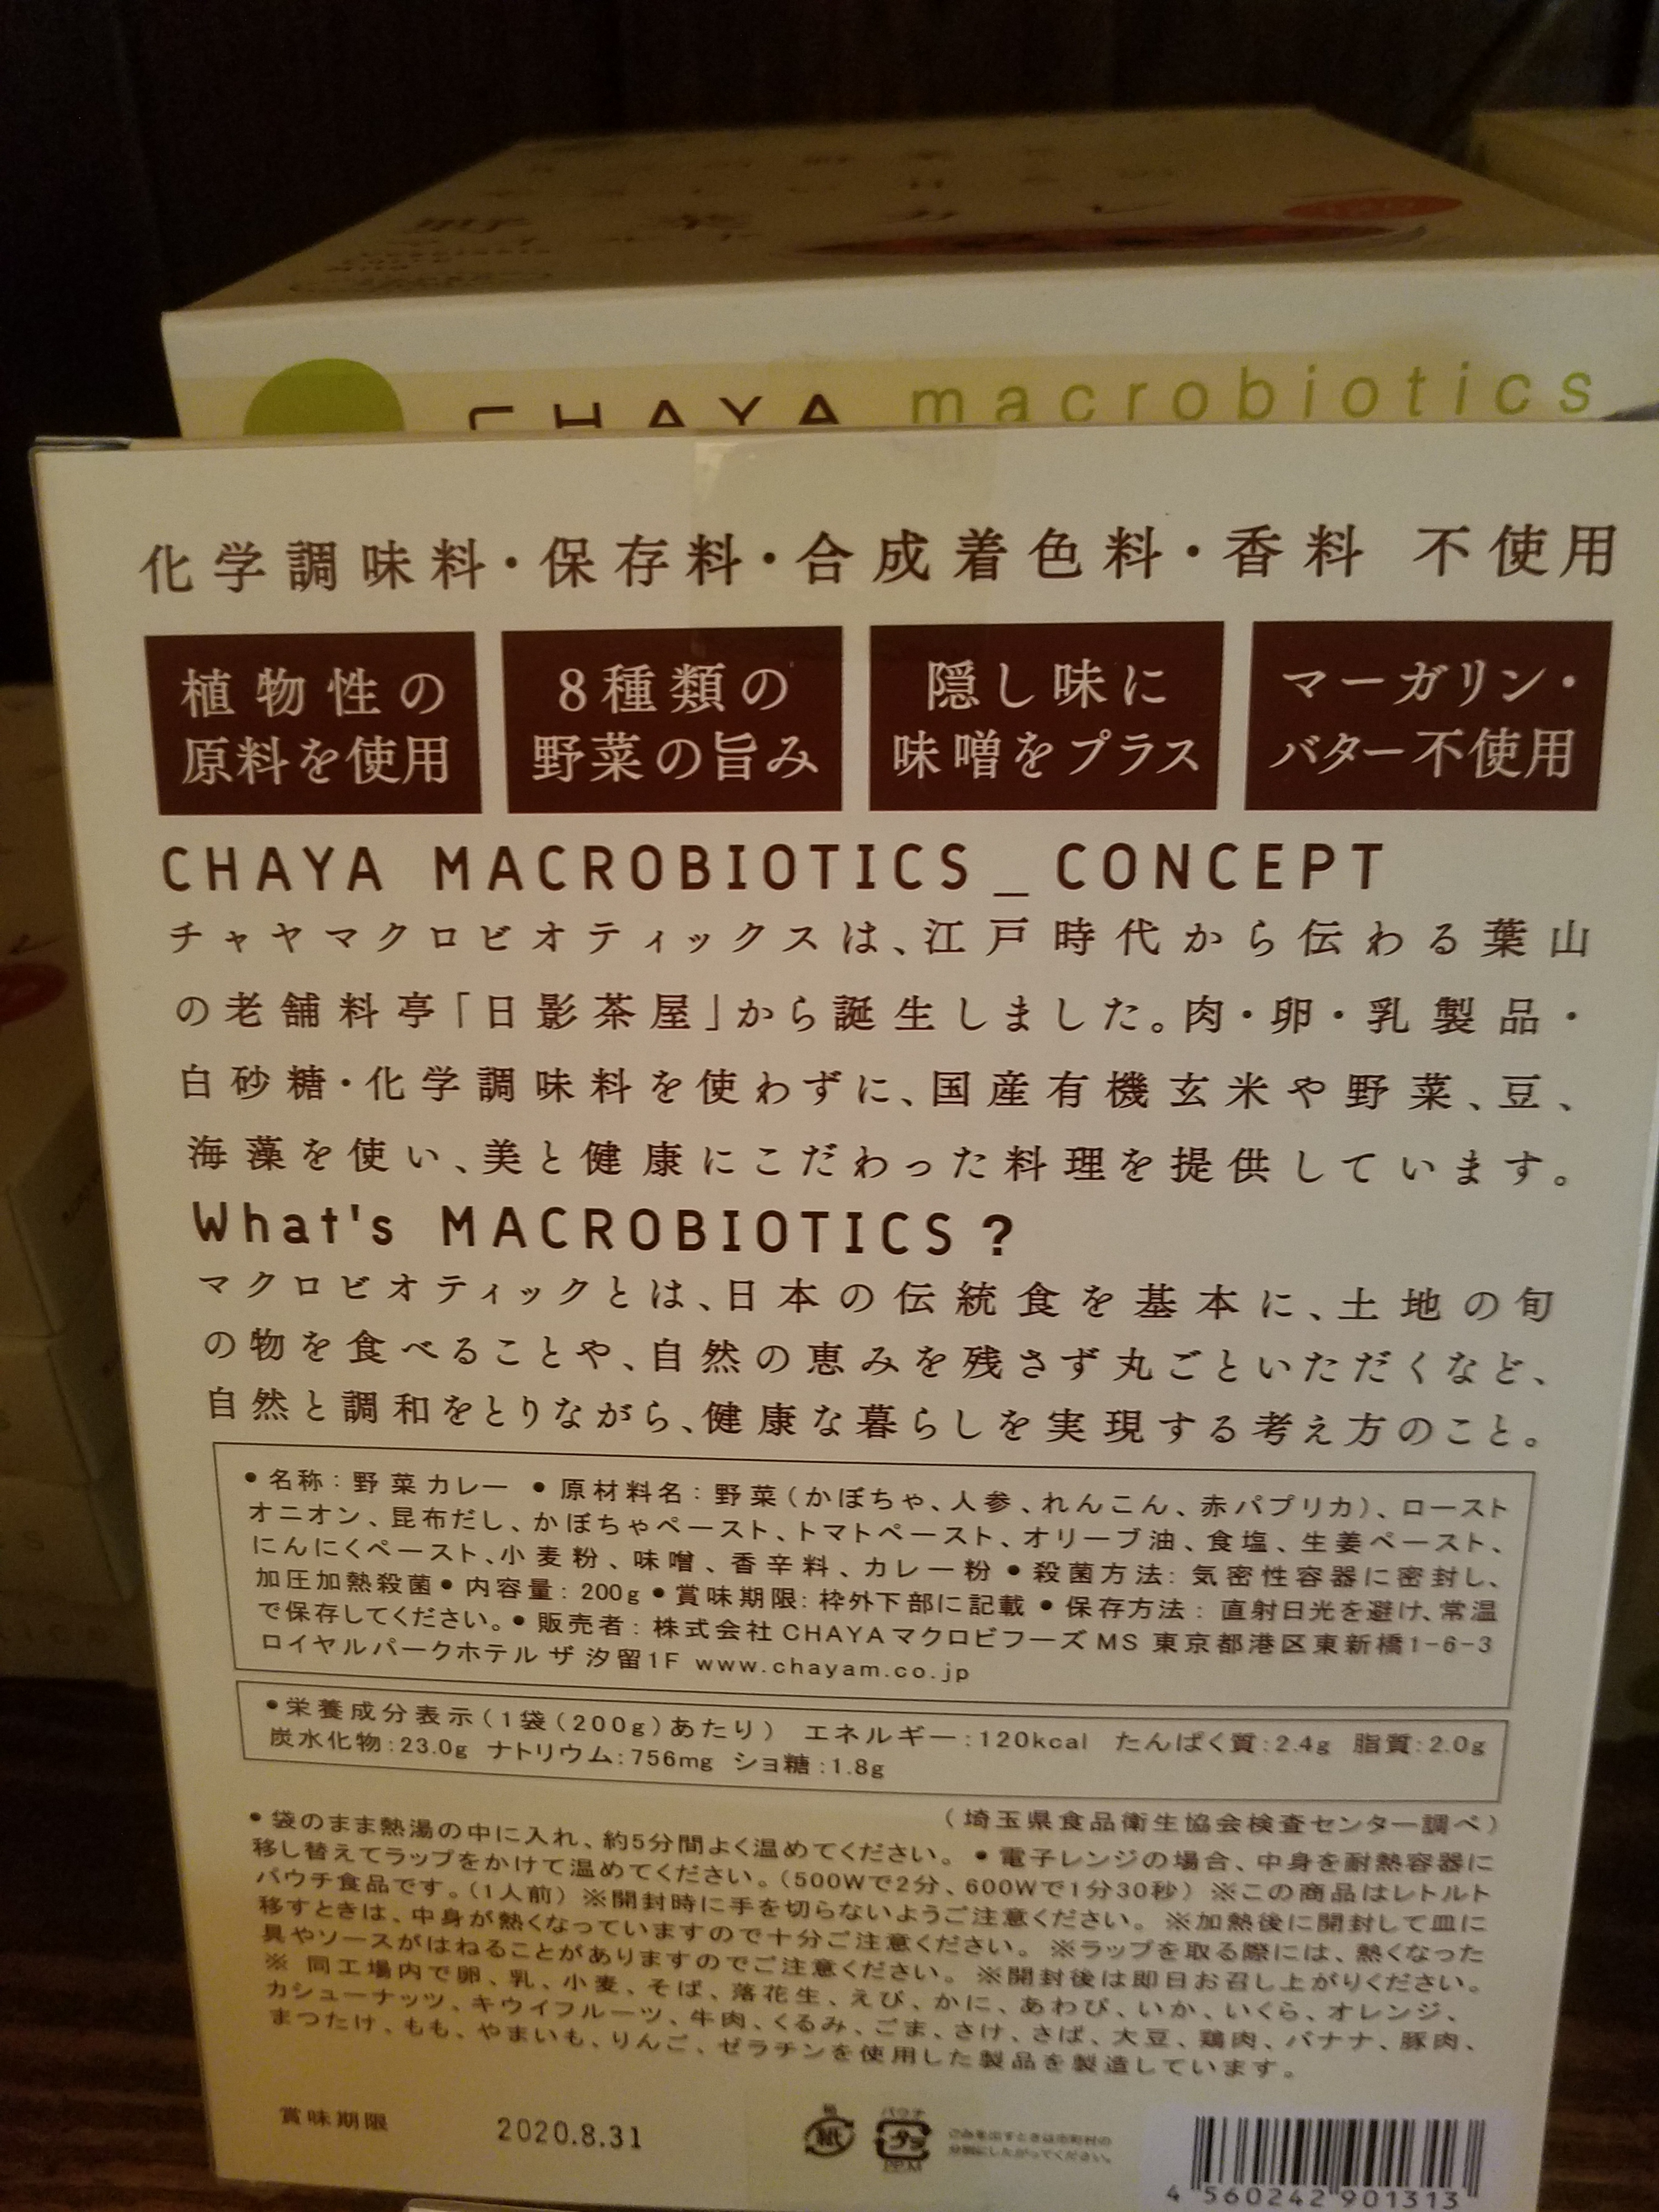 CHAYA macrobiotics
化学調味料・保存料・合成着色料・香料 不使用
植物性の
原料を使用
8種類の
野菜の旨み
隠し味に
味噌をプラス
マーガリン・
バター不使用
CHAYA MACROBIOTICS_CONCEPT
チャヤマクロビオティックスは、江戸時代から伝わる葉山
の老舗料亭「日影茶屋」から誕生しました。肉・卵・乳製品・
白砂糖・化学調味料を使わずに、国産有機玄米や野菜、豆、
海藻を使い、美と健康にこだわった料理を提供しています。
What's MACROBIOTICS?
マクロビオティックとは、日本の伝統食を基本に、土地の旬
の物を食べることや、自然の恵みを残さず丸ごといただくなど、
自然と調和をとりながら、健康な暮らしを実現する考え方のこと。
●名称:野菜カレー ●原材料名:野菜(かぼちゃ、人参、れんこん、赤パプリカ)、ロースト
オニオン、昆布だし、かぼちゃペースト、トマトペースト、オリーブ油、食塩、生姜ペースト、
にんにくペースト、小麦粉、味噌、香辛料、カレー粉 ●殺菌方法:気密性容器に密封し、
加圧加熱殺菌●内容量:200g ●賞味期限:枠外下部に記載 ●保存方法:直射日光を避け、常温
で保存してください。●販売者:株式会社CHAYAマクロビフーズMS 東京都港区東新橋1-6-3
ロイヤルパークホテル ザ 汐留1F www.chayam.co.jp
●栄養成分表示(1袋(200g)あたり) エネルギー:120kcal たんぱく質:2.4g 脂質:2.0g
炭水化物:23.0g ナトリウム:756mg ショ糖:1.8g
(埼玉県食品衛生協会検査センター調べ)
●袋のまま熱湯の中に入れ、約5分間よく温めてください。●電子レンジの場合、中身を耐熱容器に
移し替えてラップをかけて温めてください。(500Wで2分、600Wで1分30秒) ※この商品はレトルト
パウチ食品です。(1人前) ※開封時に手を切らないようご注意ください。 ※加熱後に開封して皿に
移すときは、中身が熱くなっていますので十分ご注意ください。 ※ラップを取る際には、熱くなった
具やソースがはねることがありますのでご注意ください。 ※開封後は即日お召し上がりください。
※ 同工場内で卵、乳、小麦、そば、落花生、えび、かに、あわび、いか、いくら、オレンジ、
カシューナッツ、キウイフルーツ、牛肉、くるみ、ごま、さけ、さば、大豆、鶏肉、バナナ、豚肉、
まつたけ、もも、やまいも、りんご、ゼラチンを使用した製品を製造しています。
賞味期限 2020.8.31
箱
紙
パウチ
プラ
PP,M
ごみを出すときは市町村の
分別にしたがってください。
4 560242 901313